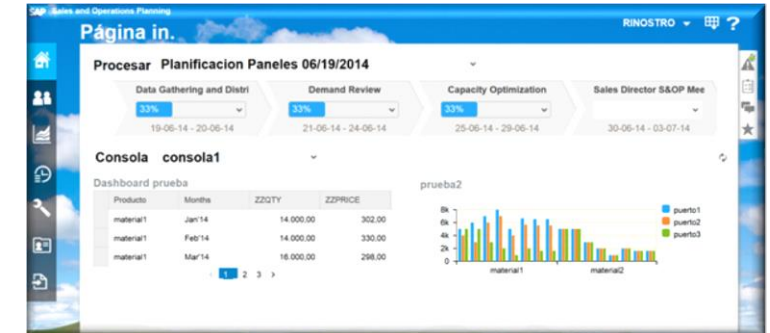 SAP Sales and Operations Planning
Página in.
RINOSTRO
?
Procesar Planificacion Paneles 06/19/2014
Data Gathering and Distri
Demand Review
Capacity Optimization
Sales Director S&OP Mee
33%
33%
33%
19-06-14 - 20-06-14
21-06-14 - 24-06-14
25-06-14 - 29-06-14
30-06-14 - 03-07-14
Consola consola1
Dashboard prueba
Producto Months ZZQTY ZZPRICE
material1 Jan'14 14.000,00 302,00
material1 Feb'14 14.000,00 330,00
material1 Mar'14 16.000,00 298,00
1 2 3
prueba2
8k
6k
4k
2k
0
material1
material2
puerto1
puerto2
puerto3